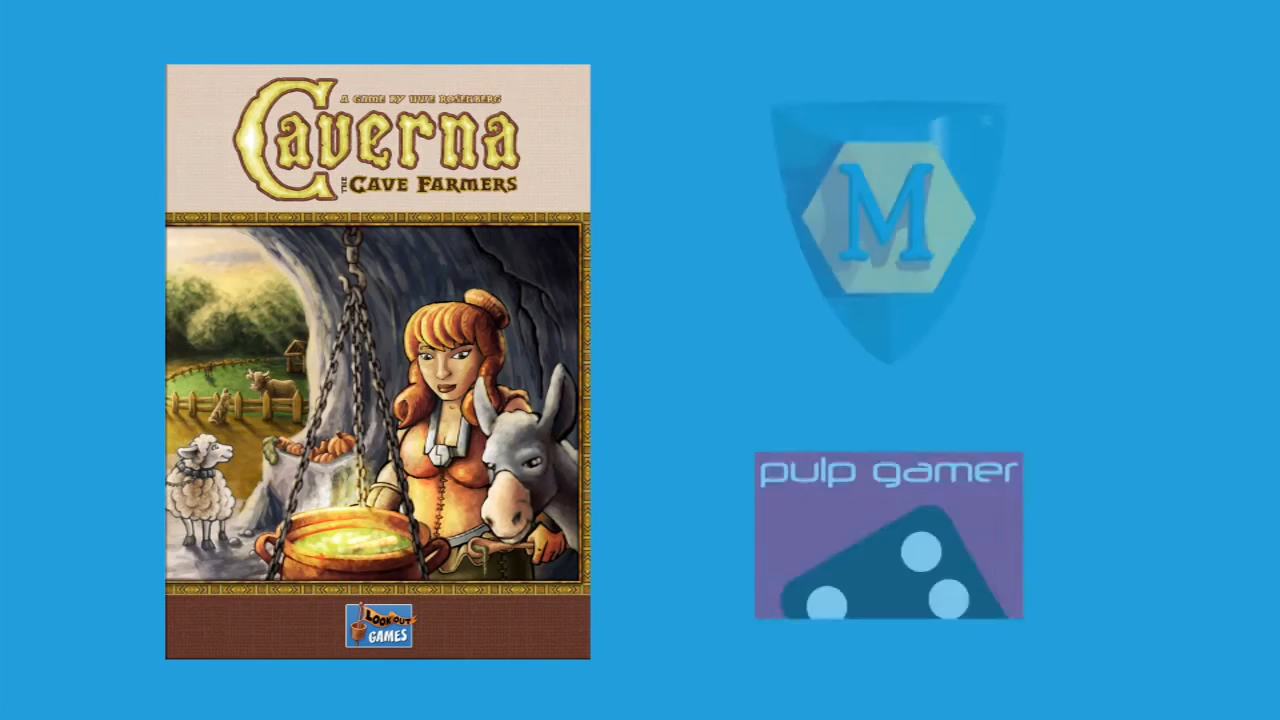 A GAME BY UWE ROSENBERG
Caverna
THE CAVE FARMERS
LOOKOUT
GAMES
M
pulp gamer